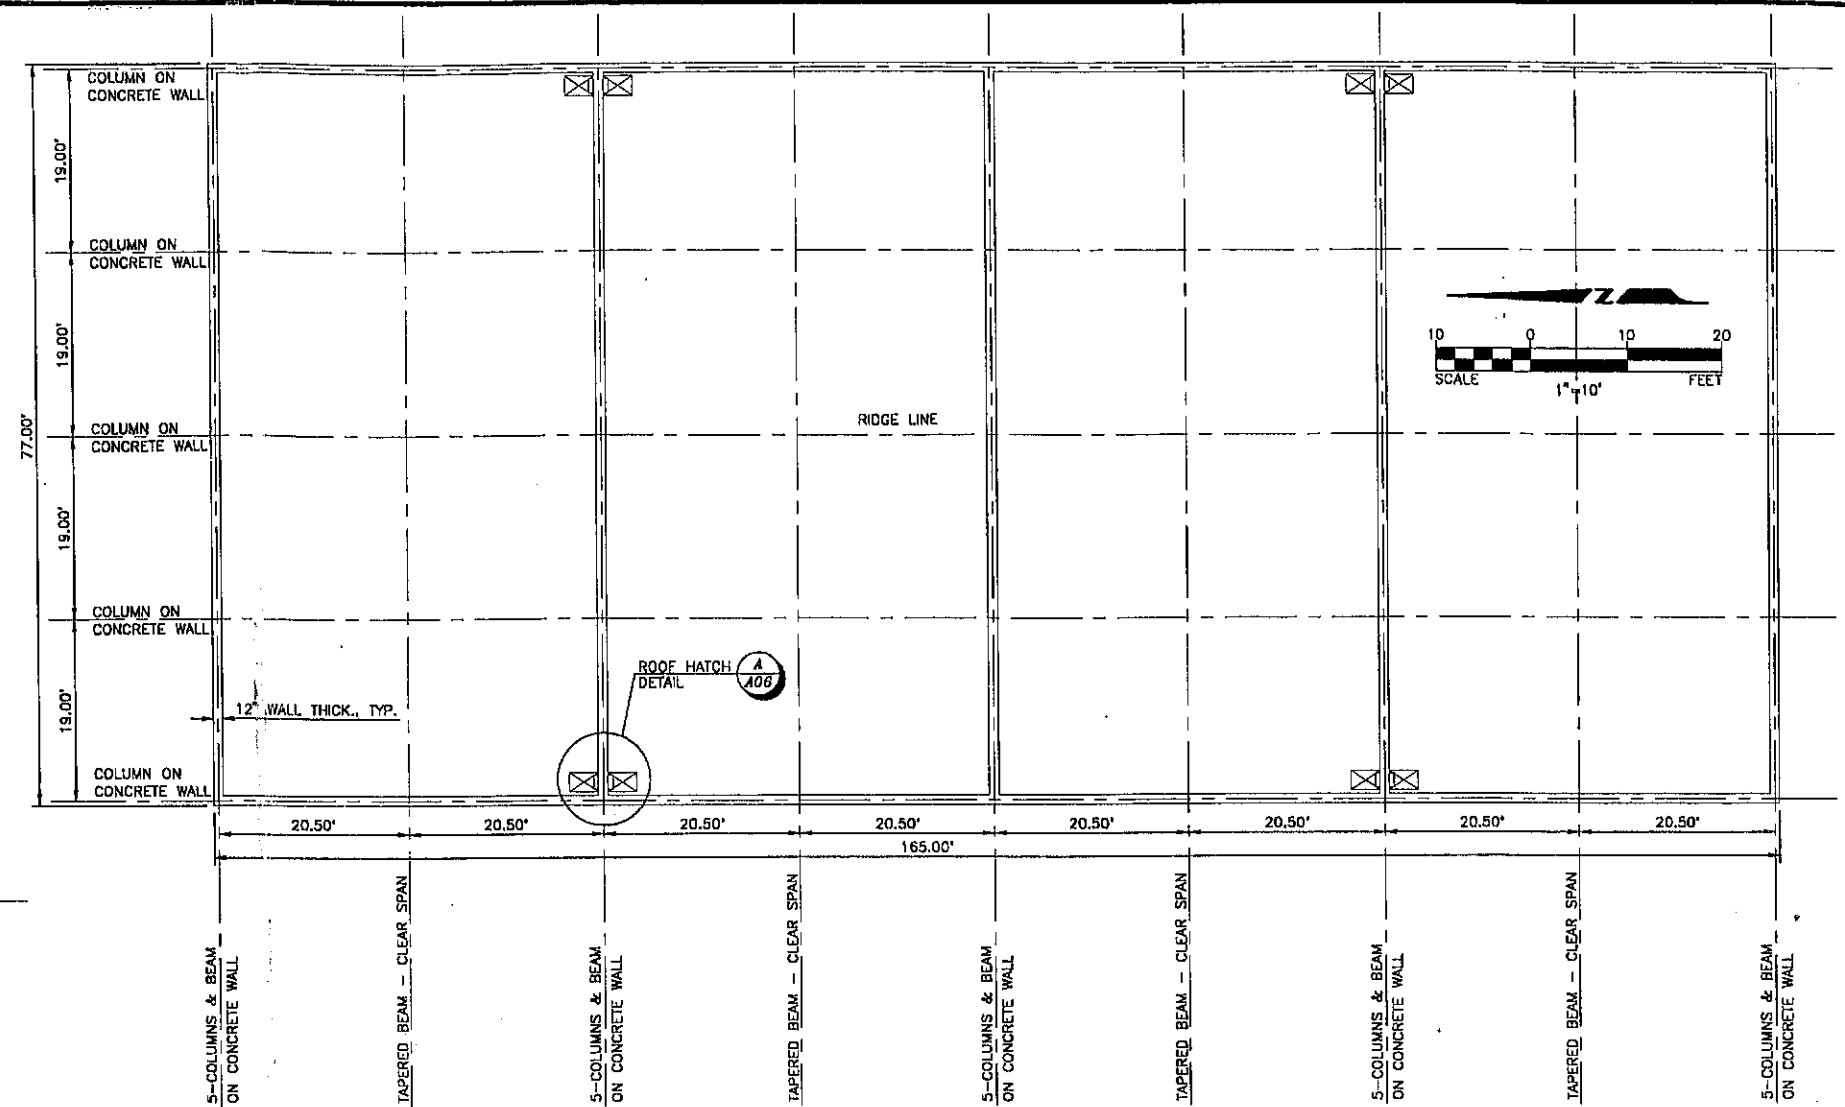 COLUMN ON
CONCRETE WALL
19.00'
COLUMN ON
CONCRETE WALL
19.00'
Z
10 0 10 20
SCALE 1"=10' FEET
77.00'
COLUMN ON
CONCRETE WALL
RIDGE LINE
19.00'
COLUMN ON
CONCRETE WALL
ROOF HATCH
DETAIL
A
A06
19.00'
12" WALL THICK., TYP.
COLUMN ON
CONCRETE WALL
20.50' 20.50' 20.50' 20.50' 20.50' 20.50' 20.50' 20.50'
165.00'
5-COLUMNS & BEAM
ON CONCRETE WALL
TAPERED BEAM - CLEAR SPAN
5-COLUMNS & BEAM
ON CONCRETE WALL
TAPERED BEAM - CLEAR SPAN
5-COLUMNS & BEAM
ON CONCRETE WALL
TAPERED BEAM - CLEAR SPAN
5-COLUMNS & BEAM
ON CONCRETE WALL
TAPERED BEAM - CLEAR SPAN
5-COLUMNS & BEAM
ON CONCRETE WALL